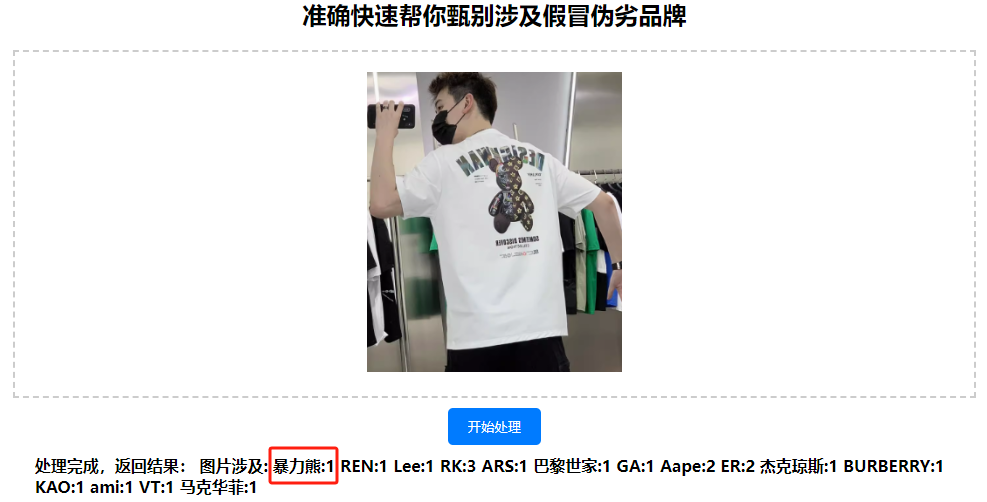 准确快速帮你甄别涉及假冒伪劣品牌
开始处理
处理完成，返回结果： 图片涉及:暴力熊:1 REN:1 Lee:1 RK:3 ARS:1 巴黎世家:1 GA:1 Aape:2 ER:2 杰克琼斯:1 BURBERRY:1
KAO:1 ami:1 VT:1 马克华菲:1